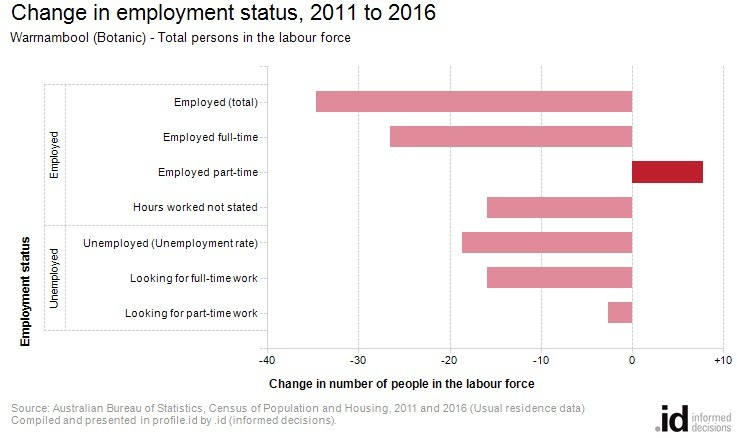 Change in employment status, 2011 to 2016
Warrnambool (Botanic) - Total persons in the labour force
Employment status
Employed
Employed (total)
Employed full-time
Employed part-time
Hours worked not stated
Unemployed
Unemployed (Unemployment rate)
Looking for full-time work
Looking for part-time work
-40 -30 -20 -10 0 +10
Change in number of people in the labour force
Source: Australian Bureau of Statistics, Census of Population and Housing, 2011 and 2016 (Usual residence data)
Compiled and presented in profile.id by .id (informed decisions).
.id informed
decisions